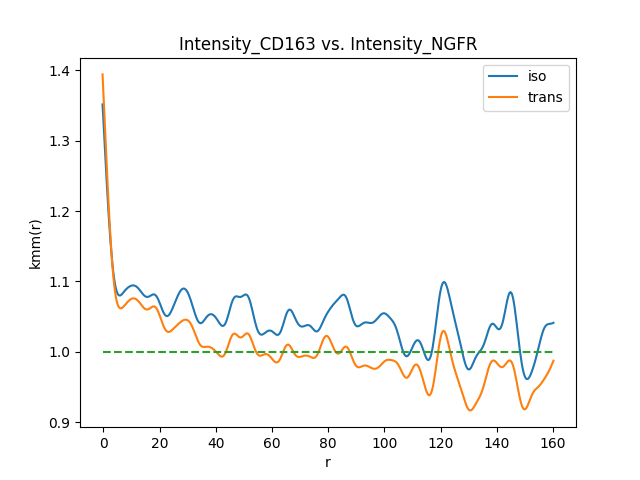 Intensity_CD163 vs. Intensity_NGFR
iso
trans
1.4
1.3
1.2
1.1
1.0
0.9
kmm(r)
0 20 40 60 80 100 120 140 160
r